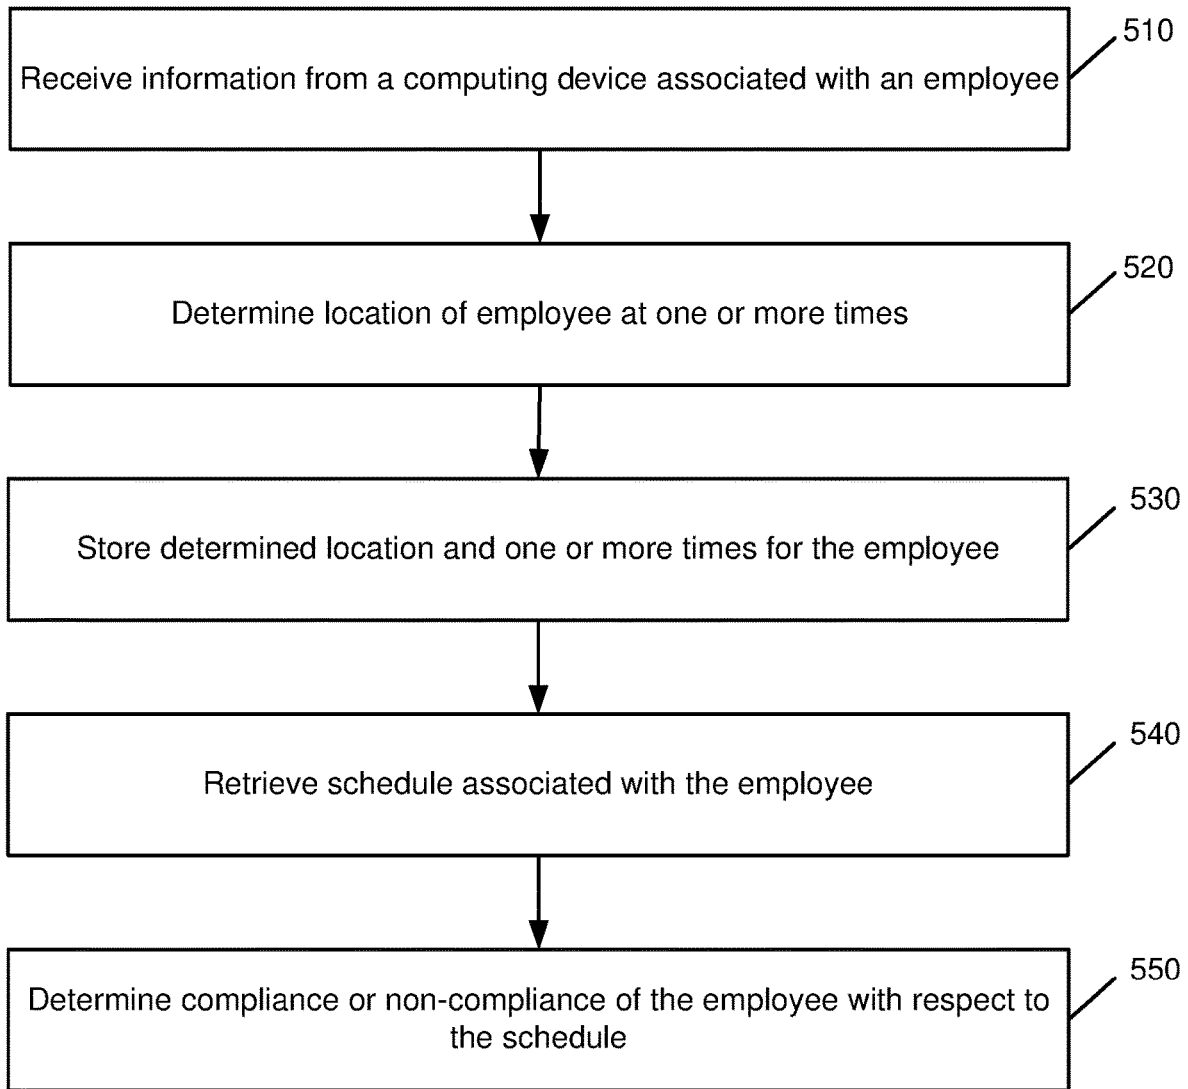 510
Receive information from a computing device associated with an employee
520
Determine location of employee at one or more times
530
Store determined location and one or more times for the employee
540
Retrieve schedule associated with the employee
550
Determine compliance or non-compliance of the employee with respect to
the schedule